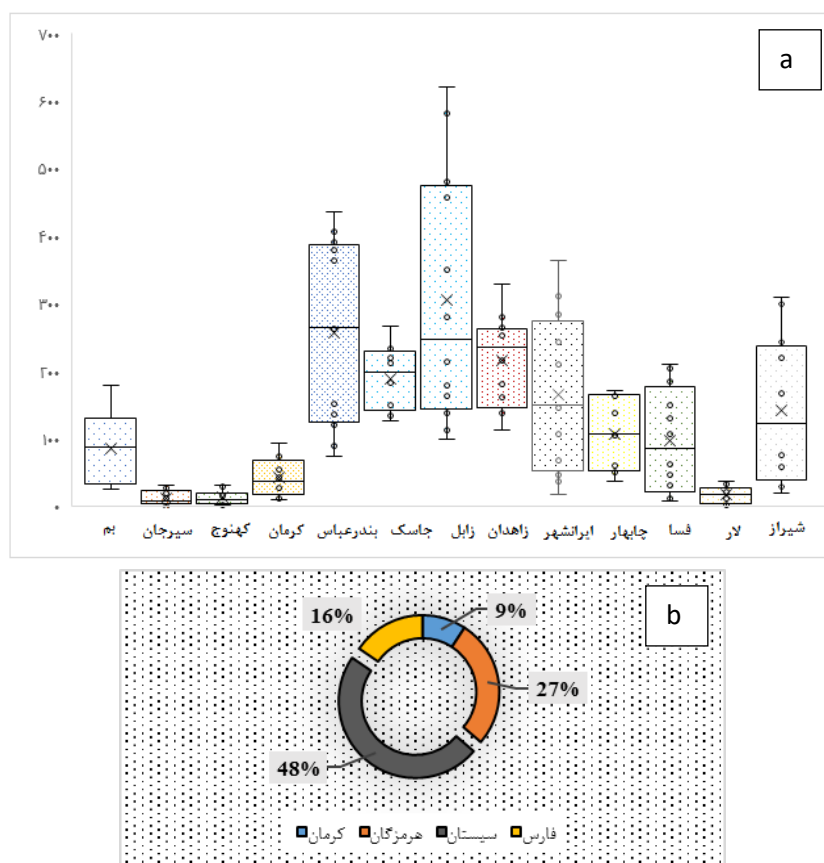 a
۷۰۰
۶۰۰
۵۰۰
۴۰۰
۳۰۰
۲۰۰
۱۰۰
۰
بم سیرجان کهنوج کرمان بندرعباس جاسک زابل زاهدان ایرانشهر چابهار فسا لار شیراز
b
16% 9%
27%
48%
کرمان هرمزگان سیستان فارس